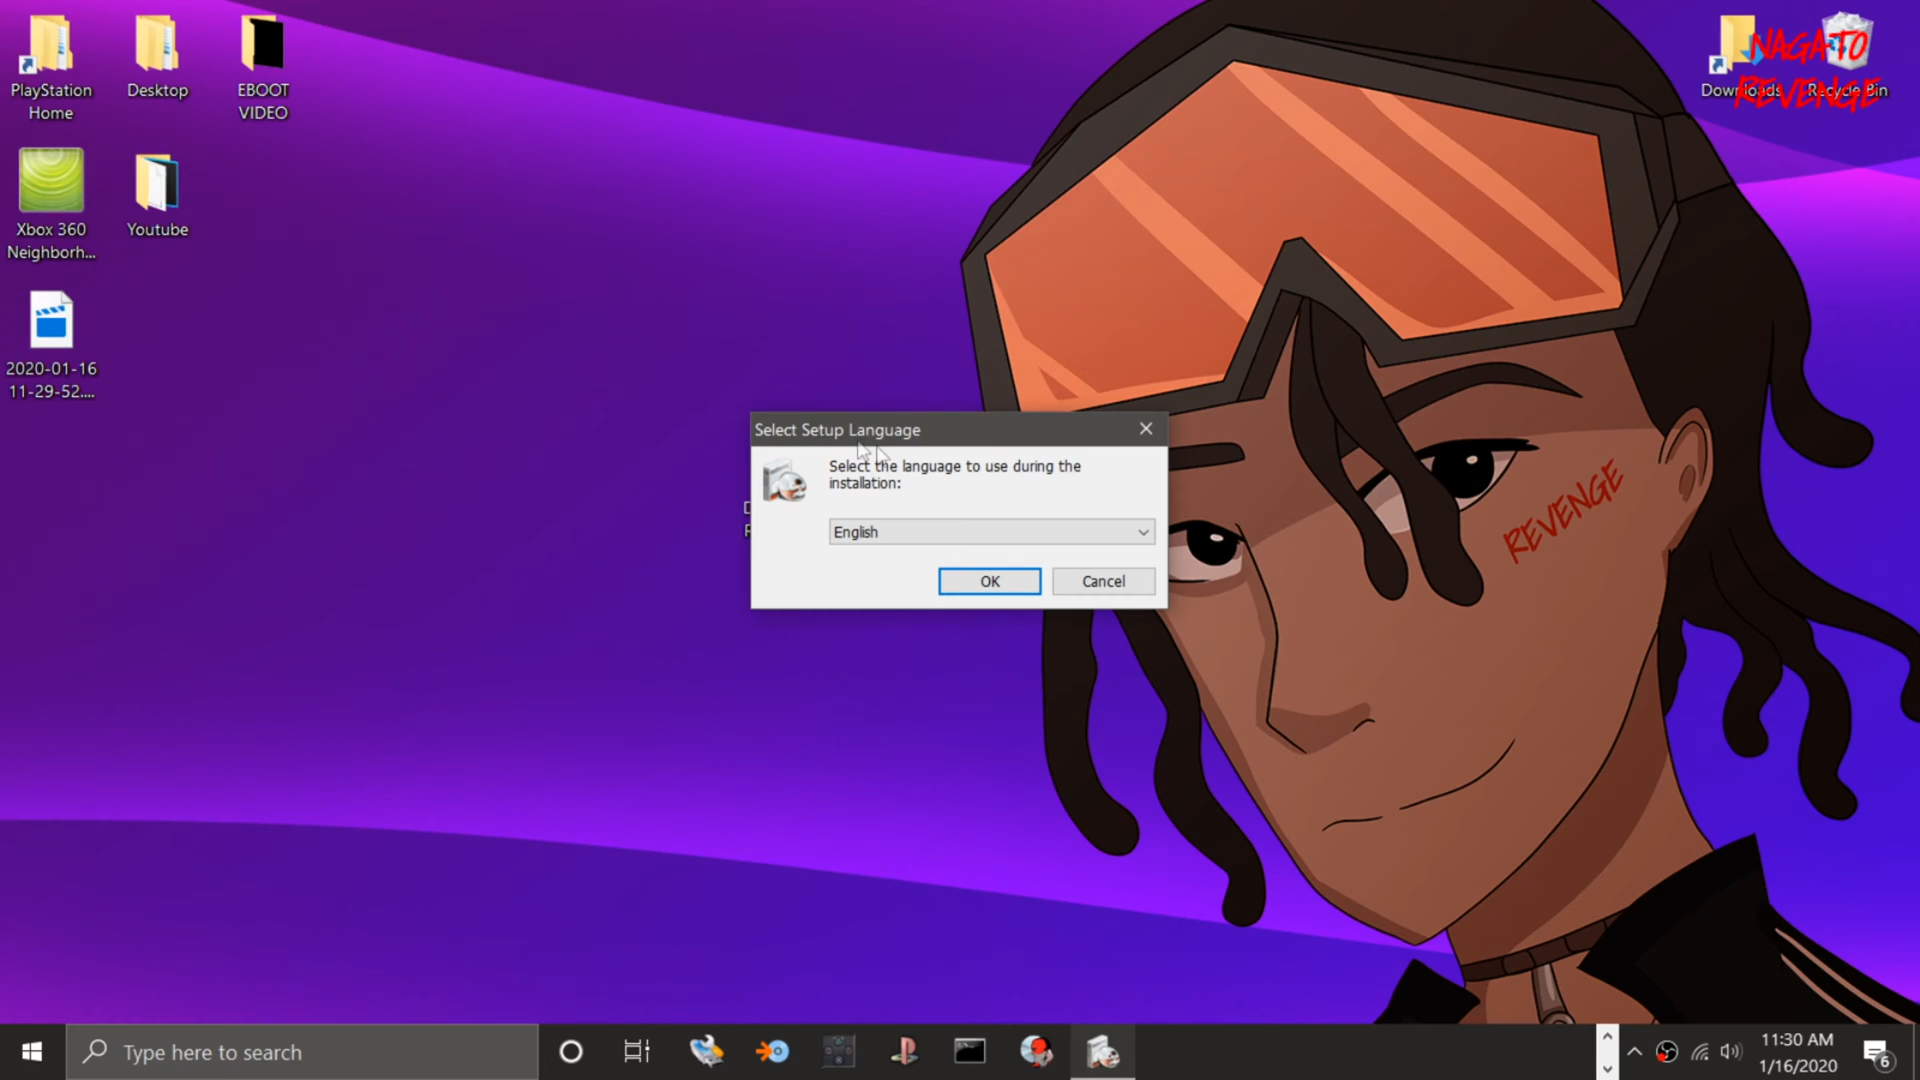 PlayStation
Home
Desktop
EBOOT
VIDEO
Downloads
Recycle Bin
NAGATO
REVENGE
Xbox 360
Neighborh...
Youtube
2020-01-16
11-29-52....
Select Setup Language
Select the language to use during the
installation:
English
OK
Cancel
REVENGE
Type here to search
11:30 AM
1/16/2020
6